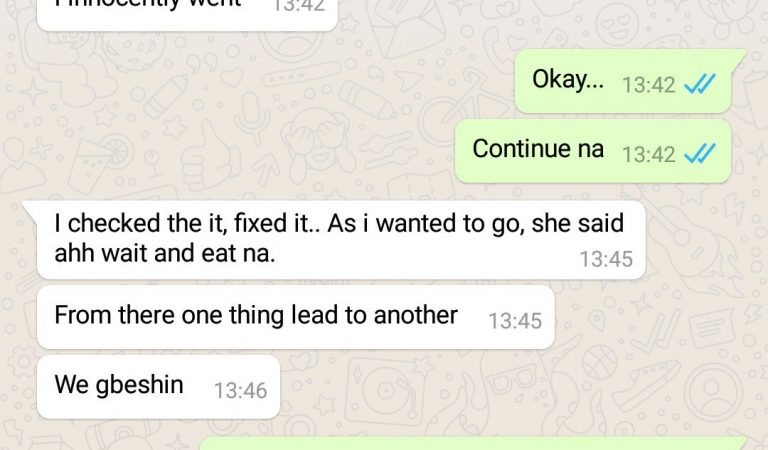 I innocently went 13:42
Okay... 13:42
Continue na 13:42
I checked the it, fixed it.. As i wanted to go, she said
ahh wait and eat na. 13:45
From there one thing lead to another 13:45
We gbeshin 13:46